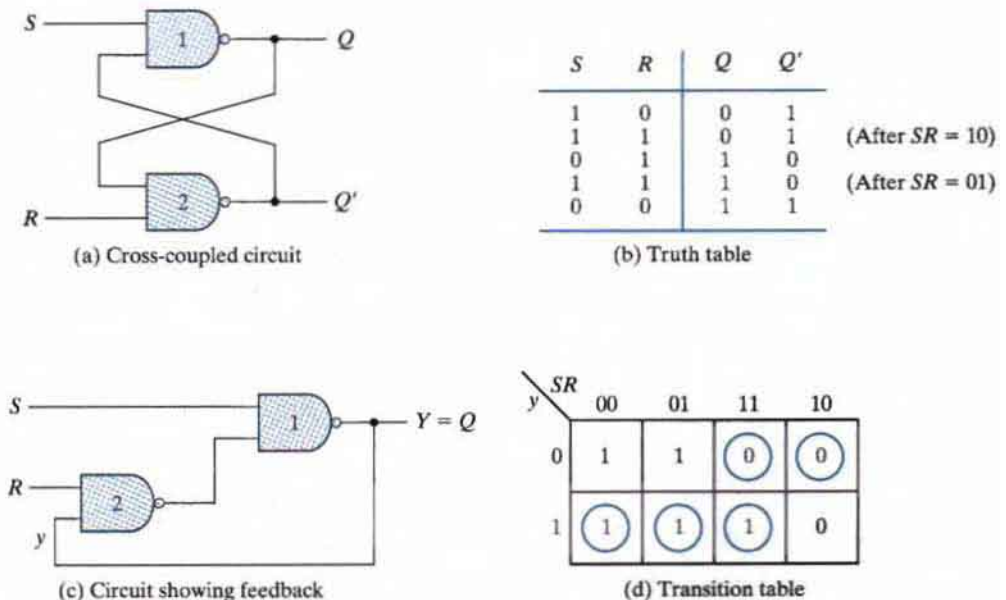 S
1
Q
2
R
Q'
(a) Cross-coupled circuit
S R Q Q'
1 0 0 1
1 1 0 1 (After SR = 10)
0 1 1 0
1 1 1 0 (After SR = 01)
0 0 1 1
(b) Truth table
S
1
Y = Q
R
2
y
(c) Circuit showing feedback
SR
y 00 01 11 10
0 1 1 0 0
1 1 1 1 0
(d) Transition table